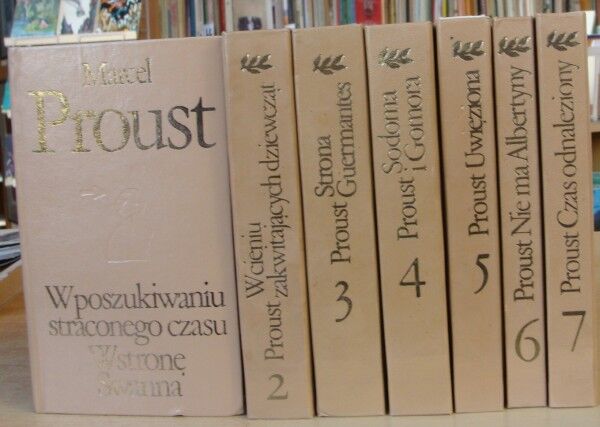 Marcel
Proust
W poszukiwaniu
straconego czasu
W stronę
Swanna
2 Proust W cieniu
zakwitających dziewcząt
3 Proust Strona
Guermantes
4 Proust Sodoma
i Gomora
5 Proust Uwięziona
6 Proust Nie ma Albertyny
7 Proust Czas odnaleziony